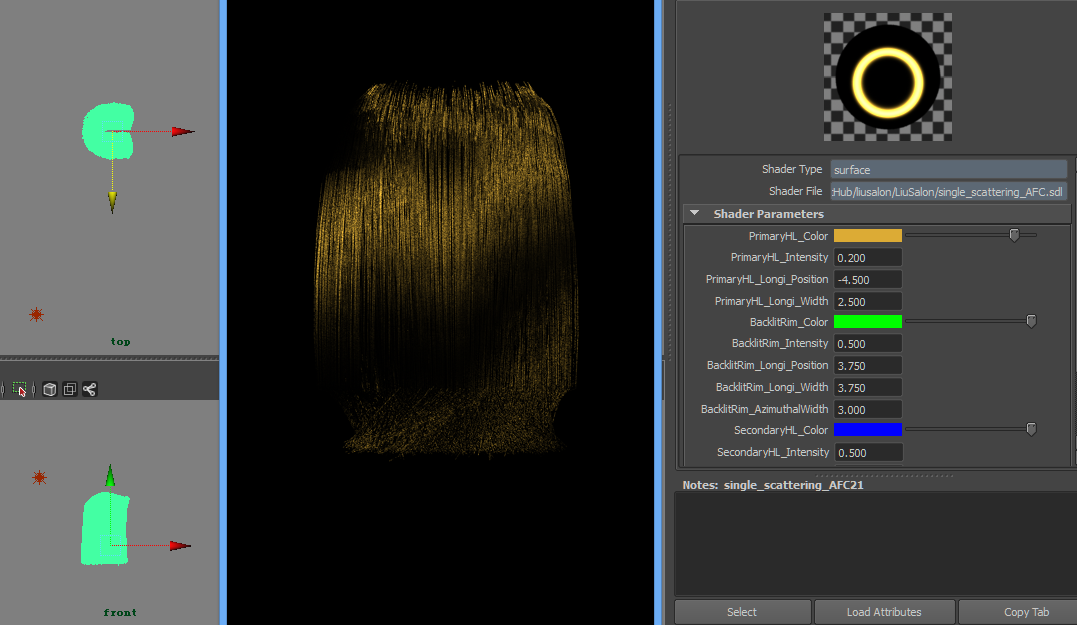 top
front
Shader Type surface
Shader File :Hub/liusalon/LiuSalon/single_scattering_AFC.sdl
Shader Parameters
PrimaryHL_Color
PrimaryHL_Intensity 0.200
PrimaryHL_Longi_Position -4.500
PrimaryHL_Longi_Width 2.500
BacklitRim_Color
BacklitRim_Intensity 0.500
BacklitRim_Longi_Position 3.750
BacklitRim_Longi_Width 3.750
BacklitRim_AzimuthalWidth 3.000
SecondaryHL_Color
SecondaryHL_Intensity 0.500
Notes: single_scattering_AFC21
Select Load Attributes Copy Tab